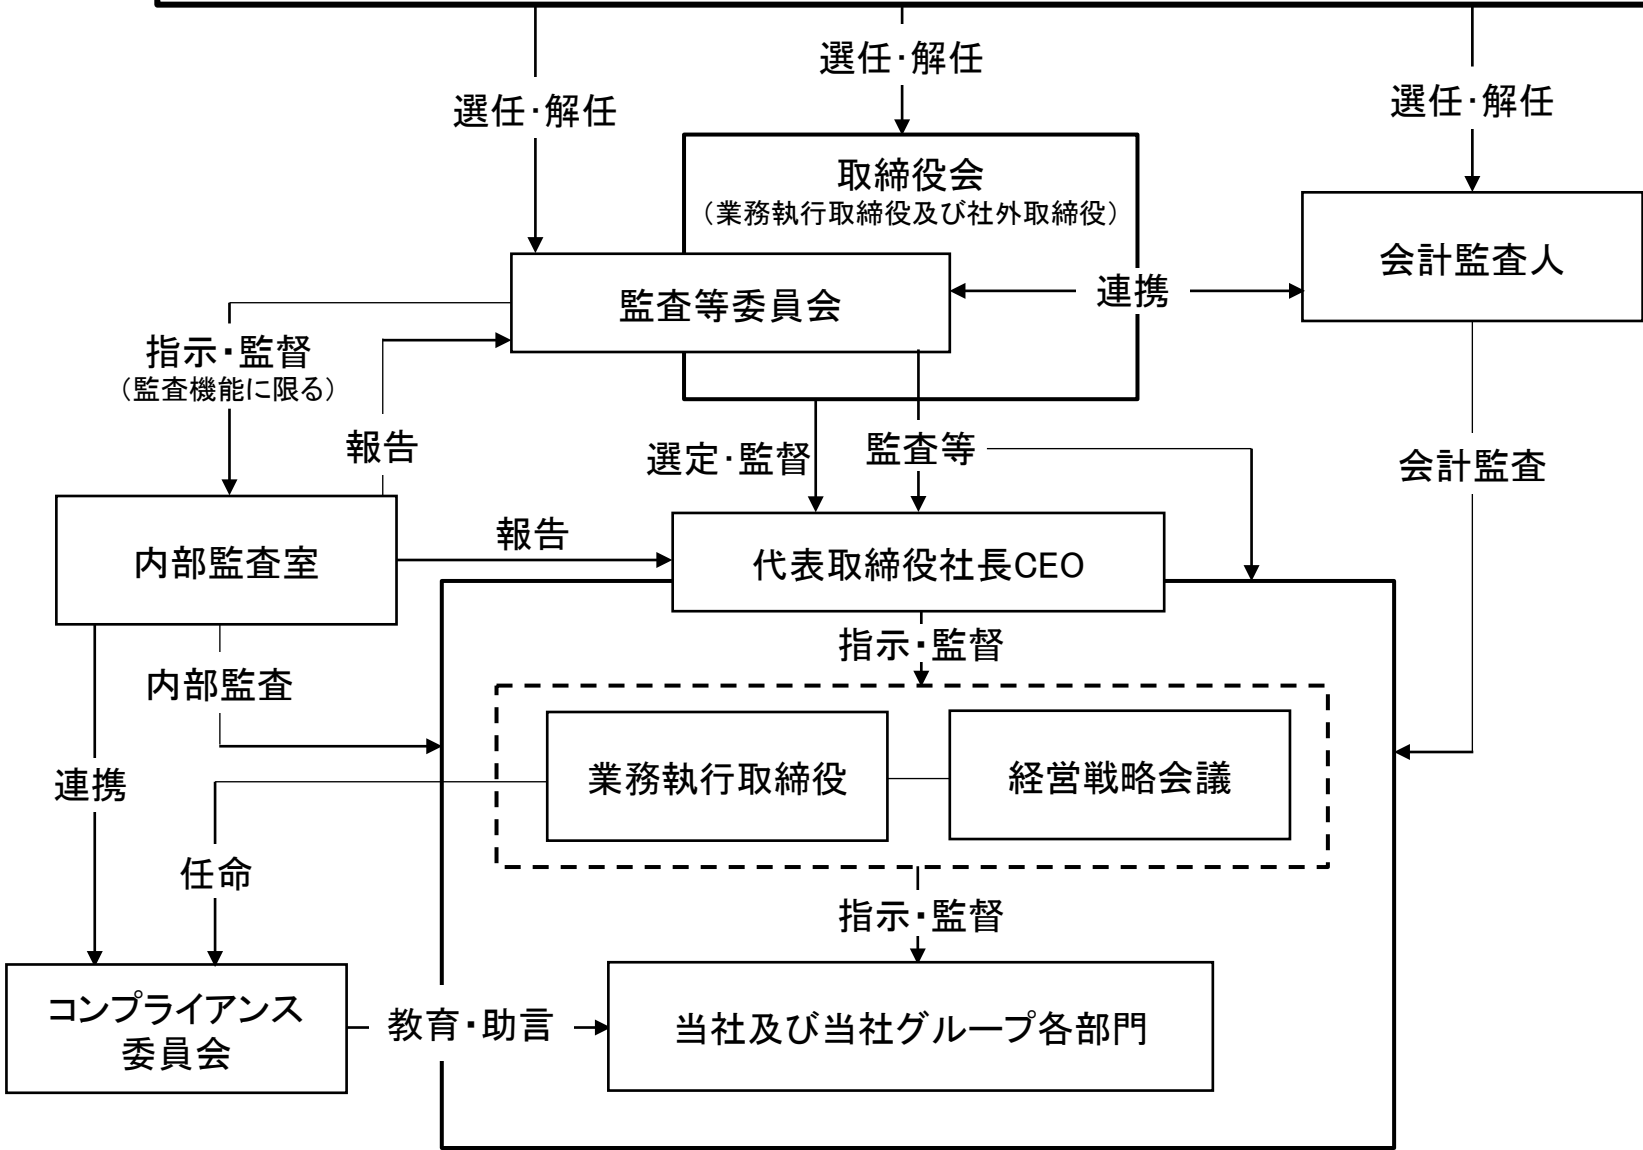 選任・解任
選任・解任
選任・解任
取締役会
（業務執行取締役及び社外取締役）
会計監査人
連携
監査等委員会
指示・監督
（監査機能に限る）
報告
選定・監督
監査等
会計監査
報告
内部監査室
代表取締役社長CEO
指示・監督
内部監査
連携
業務執行取締役
経営戦略会議
任命
指示・監督
コンプライアンス
委員会
教育・助言
当社及び当社グループ各部門